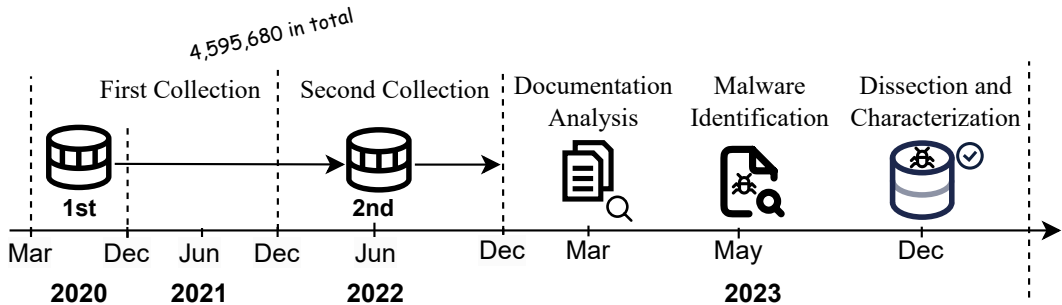 4,595,680 in total
First Collection
Second Collection
Documentation
Analysis
Malware
Identification
Dissection and
Characterization
1st
2nd
Mar
Dec
Jun
Dec
Jun
Dec
Mar
May
Dec
2020
2021
2022
2023